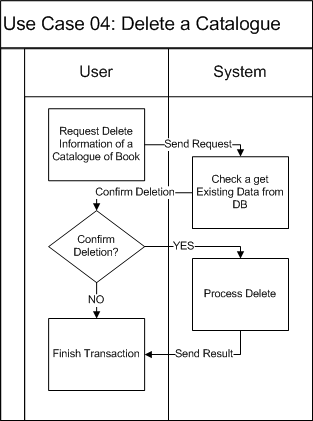 Use Case 04: Delete a Catalogue
User
System
Request Delete
Information of a
Catalogue of Book
Send Request
Check a get
Existing Data from
DB
Confirm Deletion
Confirm
Deletion?
YES
Process Delete
NO
Finish Transaction
Send Result